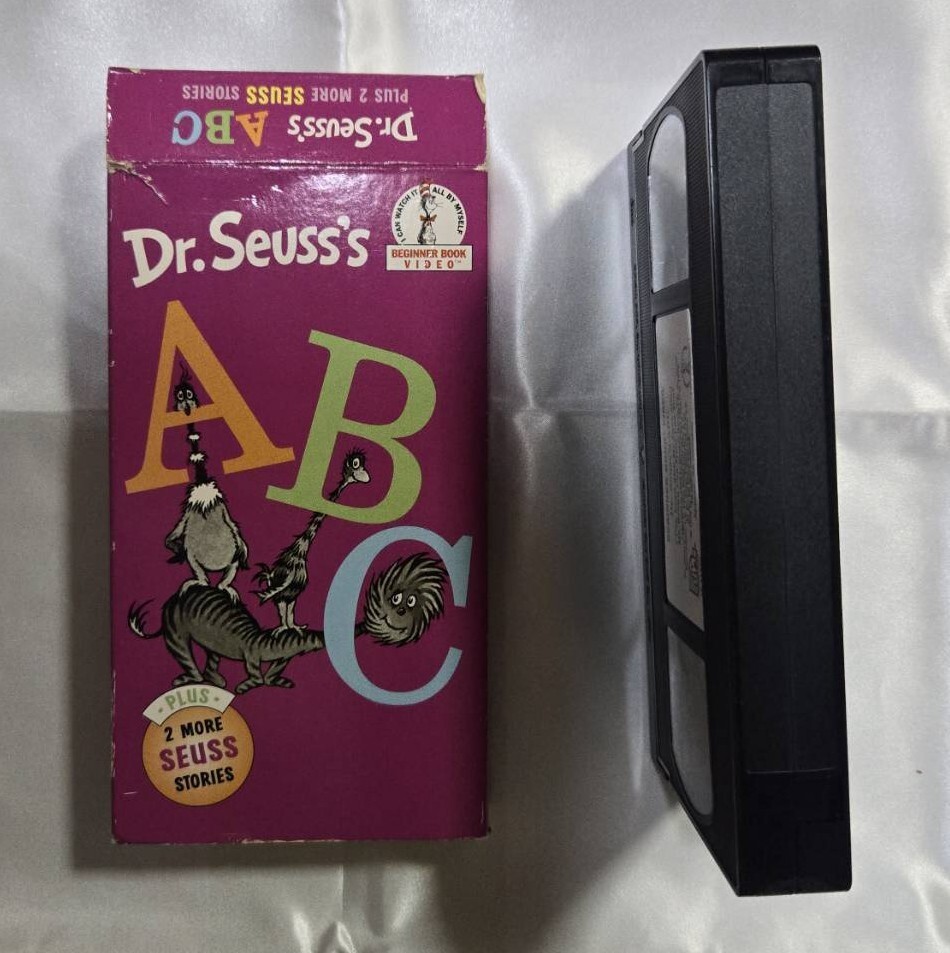 Dr. Seuss's ABC
PLUS 2 MORE SEUSS STORIES
Dr. Seuss's
I CAN WATCH IT ALL BY MYSELF
BEGINNER BOOK
VIDEO™
A
B
C
PLUS
2 MORE
SEUSS
STORIES